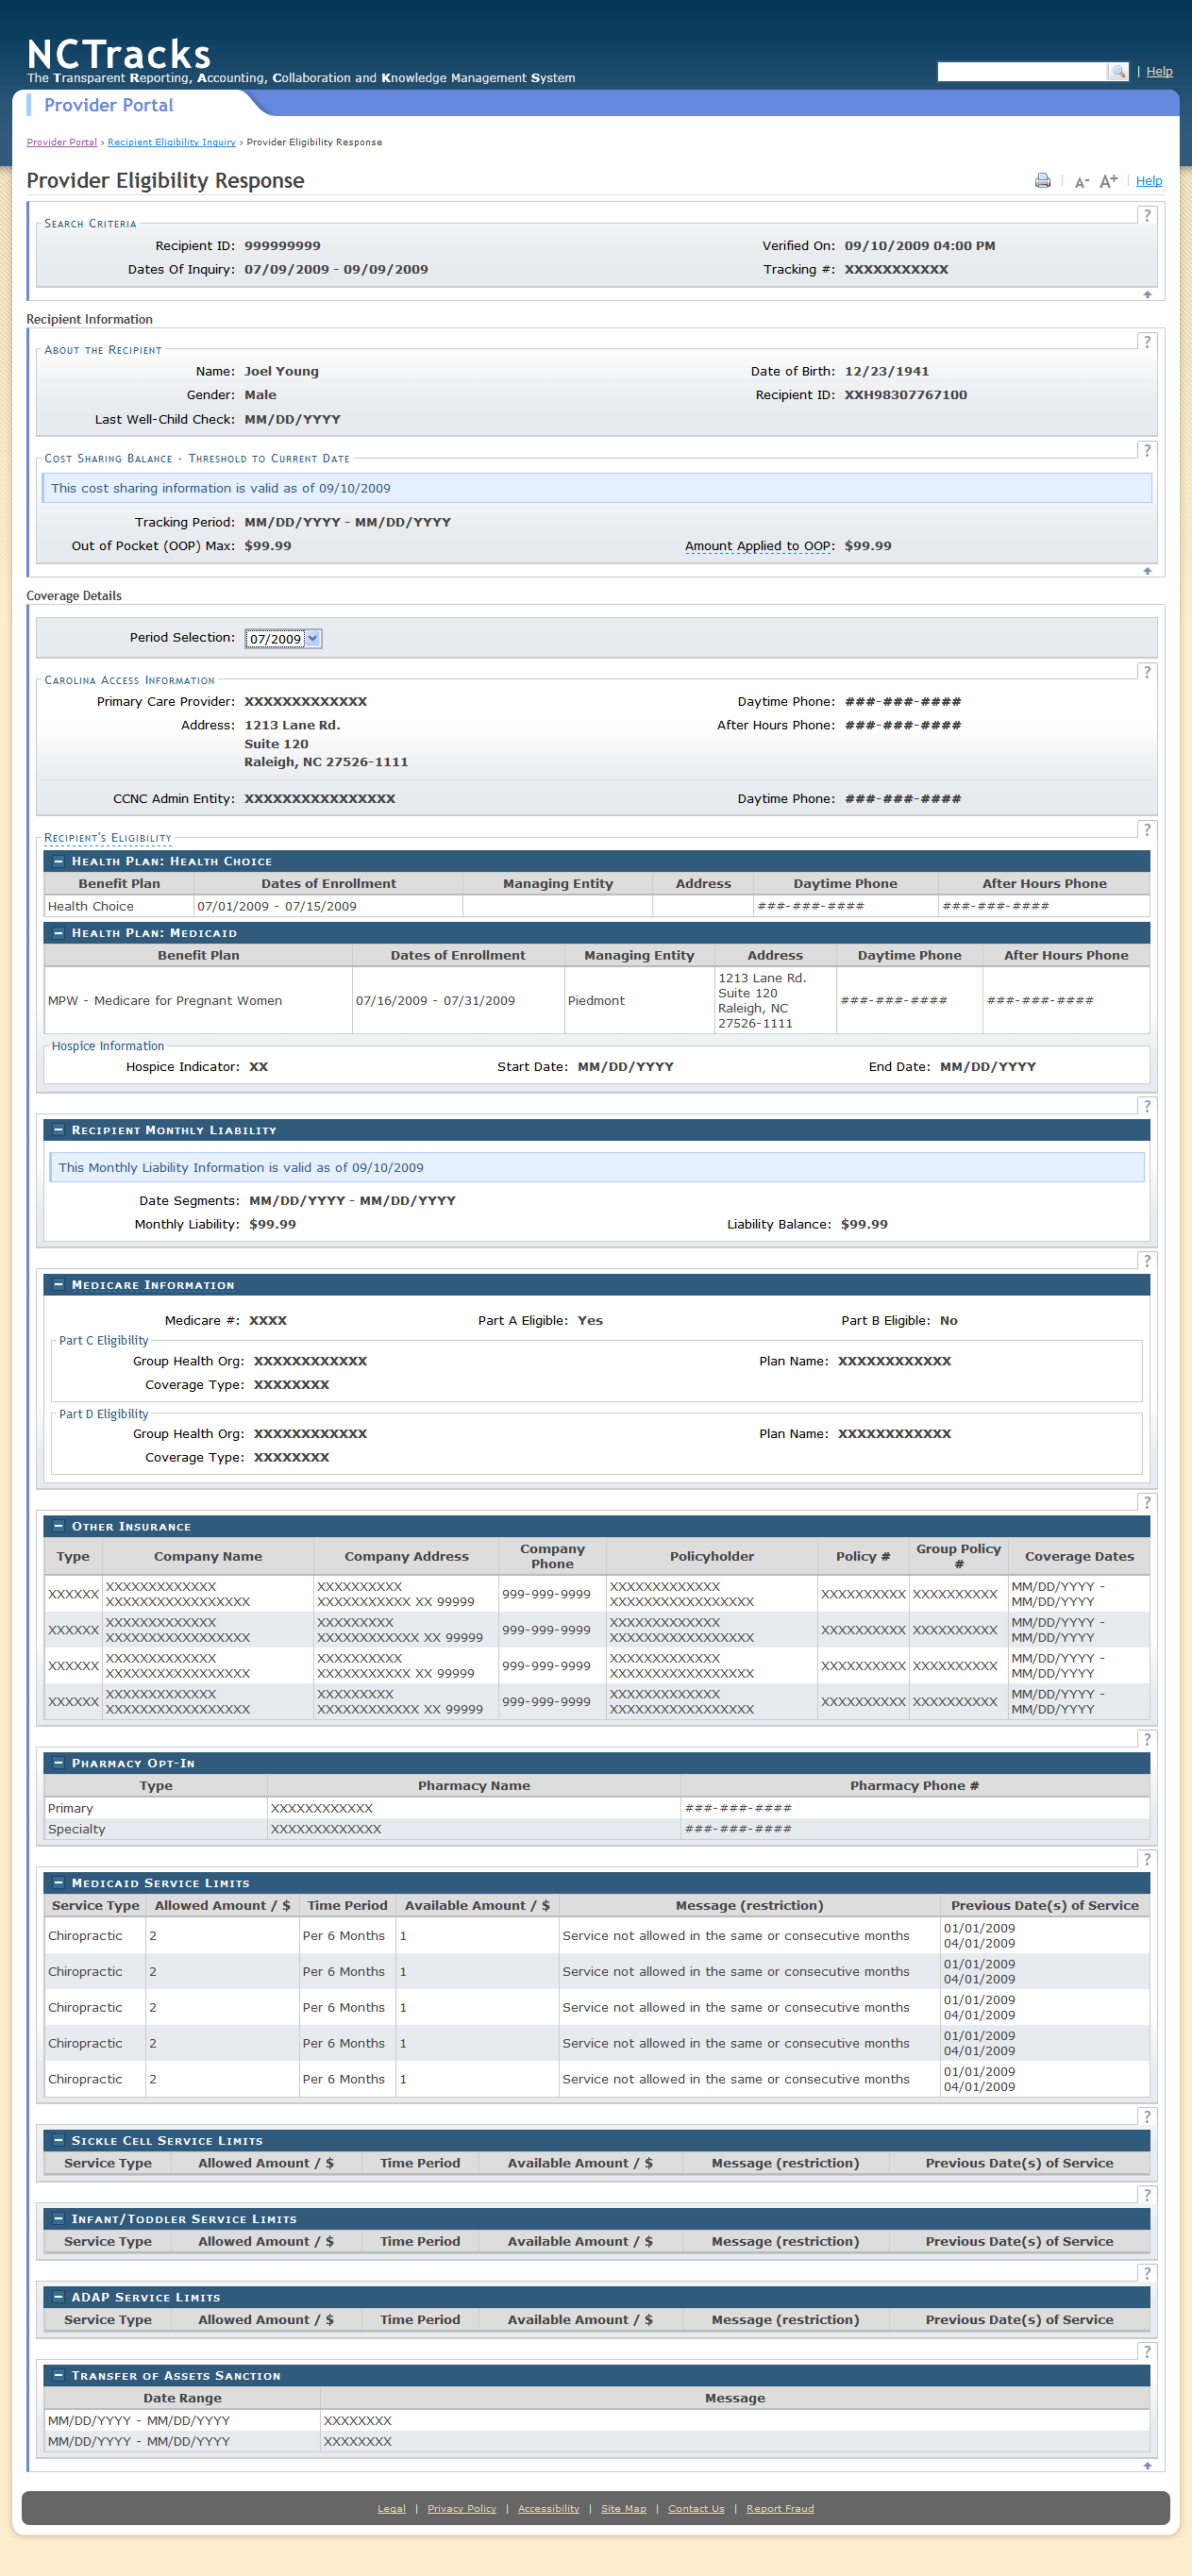 NCTracks
The Transparent Reporting, Accounting, Collaboration and Knowledge Management System
| Help
Provider Portal
Provider Portal › Recipient Eligibility Inquiry › Provider Eligibility Response
Provider Eligibility Response
A- A+ | Help
?
Search Criteria
Recipient ID: 999999999 Verified On: 09/10/2009 04:00 PM
Dates Of Inquiry: 07/09/2009 - 09/09/2009 Tracking #: XXXXXXXXXXX
Recipient Information
?
About the Recipient
Name: Joel Young Date of Birth: 12/23/1941
Gender: Male Recipient ID: XXH98307767100
Last Well-Child Check: MM/DD/YYYY
?
Cost Sharing Balance - Threshold to Current Date
This cost sharing information is valid as of 09/10/2009
Tracking Period: MM/DD/YYYY - MM/DD/YYYY
Out of Pocket (OOP) Max: $99.99 Amount Applied to OOP: $99.99
Coverage Details
Period Selection: 07/2009
?
Carolina Access Information
Primary Care Provider: XXXXXXXXXXXXX Daytime Phone: ###-###-####
Address: 1213 Lane Rd. After Hours Phone: ###-###-####
Suite 120
Raleigh, NC 27526-1111
CCNC Admin Entity: XXXXXXXXXXXXXXXX Daytime Phone: ###-###-####
?
Recipient's Eligibility
Health Plan: Health Choice
Benefit Plan Dates of Enrollment Managing Entity Address Daytime Phone After Hours Phone
Health Choice 07/01/2009 - 07/15/2009 ###-###-#### ###-###-####
Health Plan: Medicaid
Benefit Plan Dates of Enrollment Managing Entity Address Daytime Phone After Hours Phone
MPW - Medicare for Pregnant Women 07/16/2009 - 07/31/2009 Piedmont 1213 Lane Rd. Suite 120 Raleigh, NC 27526-1111 ###-###-#### ###-###-####
Hospice Information
Hospice Indicator: XX Start Date: MM/DD/YYYY End Date: MM/DD/YYYY
?
Recipient Monthly Liability
This Monthly Liability Information is valid as of 09/10/2009
Date Segments: MM/DD/YYYY - MM/DD/YYYY
Monthly Liability: $99.99 Liability Balance: $99.99
?
Medicare Information
Medicare #: XXXX Part A Eligible: Yes Part B Eligible: No
Part C Eligibility
Group Health Org: XXXXXXXXXXXX Plan Name: XXXXXXXXXXXX
Coverage Type: XXXXXXXX
Part D Eligibility
Group Health Org: XXXXXXXXXXXX Plan Name: XXXXXXXXXXXX
Coverage Type: XXXXXXXX
?
Other Insurance
Type Company Name Company Address Company Phone Policyholder Policy # Group Policy # Coverage Dates
XXXXXX XXXXXXXXXXXXX XXXXXXXXXXXXXXXXX XXXXXXXXXX XXXXXXXXXXX XX 99999 999-999-9999 XXXXXXXXXXXXX XXXXXXXXXXXXXXXXX XXXXXXXXXX XXXXXXXXXX MM/DD/YYYY - MM/DD/YYYY
XXXXXX XXXXXXXXXXXXX XXXXXXXXXXXXXXXXX XXXXXXXXX XXXXXXXXXXXX XX 99999 999-999-9999 XXXXXXXXXXXXX XXXXXXXXXXXXXXXXX XXXXXXXXXX XXXXXXXXXX MM/DD/YYYY - MM/DD/YYYY
XXXXXX XXXXXXXXXXXXX XXXXXXXXXXXXXXXXX XXXXXXXXXX XXXXXXXXXXX XX 99999 999-999-9999 XXXXXXXXXXXXX XXXXXXXXXXXXXXXXX XXXXXXXXXX XXXXXXXXXX MM/DD/YYYY - MM/DD/YYYY
XXXXXX XXXXXXXXXXXXX XXXXXXXXXXXXXXXXX XXXXXXXXX XXXXXXXXXXXX XX 99999 999-999-9999 XXXXXXXXXXXXX XXXXXXXXXXXXXXXXX XXXXXXXXXX XXXXXXXXXX MM/DD/YYYY - MM/DD/YYYY
?
Pharmacy Opt-In
Type Pharmacy Name Pharmacy Phone #
Primary XXXXXXXXXXXX ###-###-####
Specialty XXXXXXXXXXXXX ###-###-####
?
Medicaid Service Limits
Service Type Allowed Amount / $ Time Period Available Amount / $ Message (restriction) Previous Date(s) of Service
Chiropractic 2 Per 6 Months 1 Service not allowed in the same or consecutive months 01/01/2009 04/01/2009
Chiropractic 2 Per 6 Months 1 Service not allowed in the same or consecutive months 01/01/2009 04/01/2009
Chiropractic 2 Per 6 Months 1 Service not allowed in the same or consecutive months 01/01/2009 04/01/2009
Chiropractic 2 Per 6 Months 1 Service not allowed in the same or consecutive months 01/01/2009 04/01/2009
Chiropractic 2 Per 6 Months 1 Service not allowed in the same or consecutive months 01/01/2009 04/01/2009
?
Sickle Cell Service Limits
Service Type Allowed Amount / $ Time Period Available Amount / $ Message (restriction) Previous Date(s) of Service
?
Infant/Toddler Service Limits
Service Type Allowed Amount / $ Time Period Available Amount / $ Message (restriction) Previous Date(s) of Service
?
ADAP Service Limits
Service Type Allowed Amount / $ Time Period Available Amount / $ Message (restriction) Previous Date(s) of Service
?
Transfer of Assets Sanction
Date Range Message
MM/DD/YYYY - MM/DD/YYYY XXXXXXXX
MM/DD/YYYY - MM/DD/YYYY XXXXXXXX
Legal | Privacy Policy | Accessibility | Site Map | Contact Us | Report Fraud